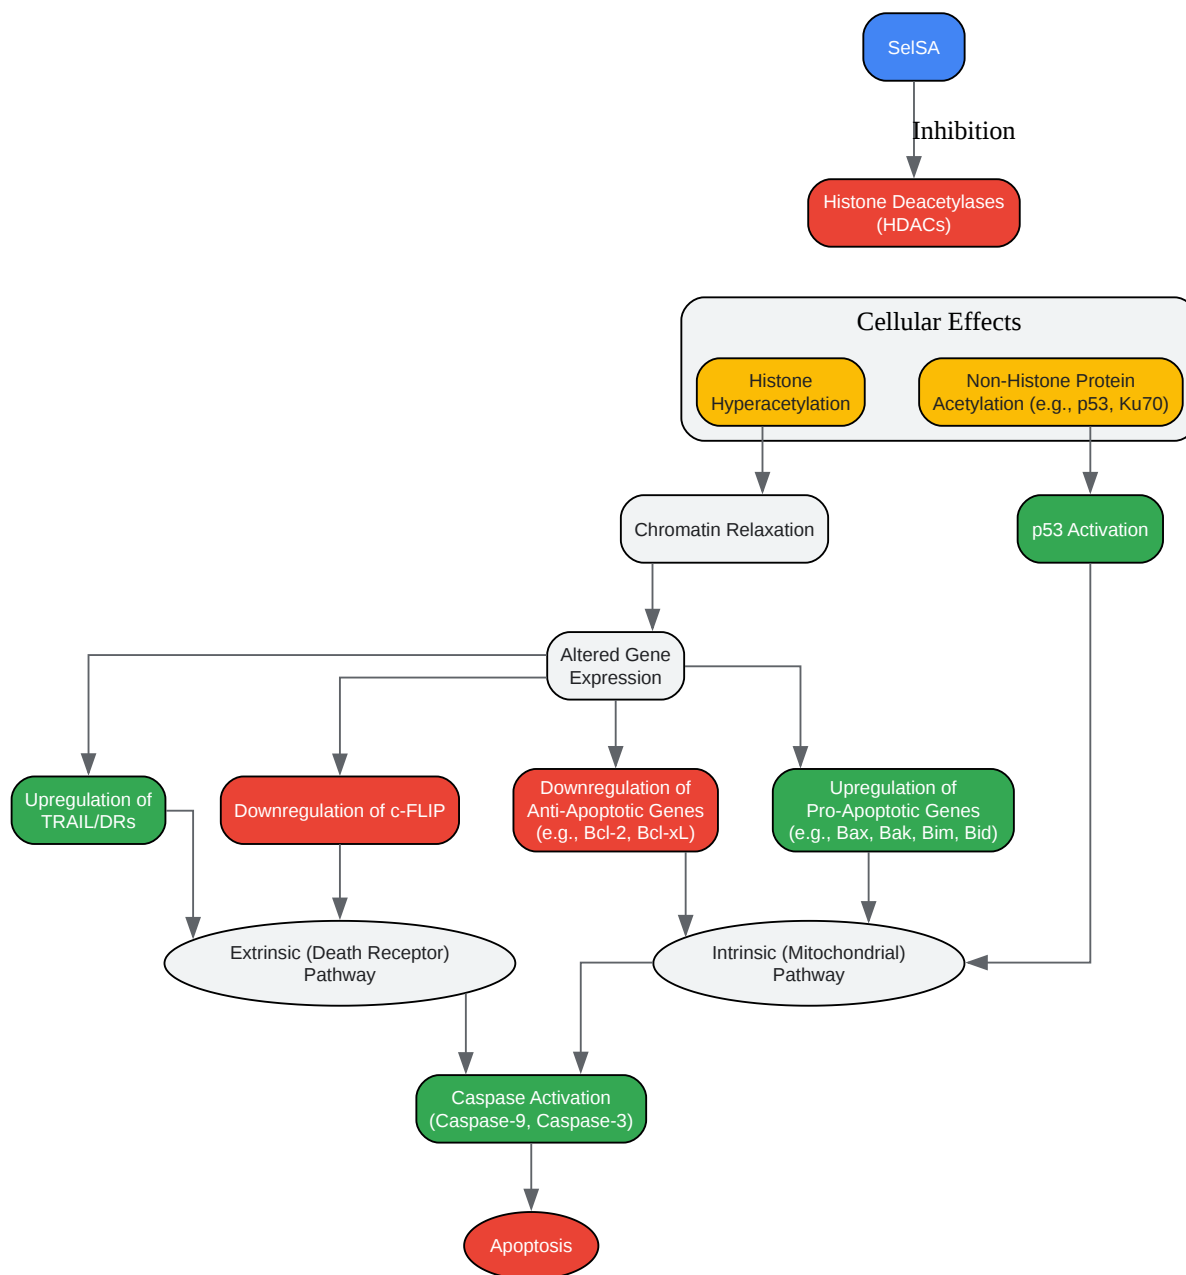 SelSA
Inhibition
Histone Deacetylases
(HDACs)
Cellular Effects
Histone
Hyperacetylation
Non-Histone Protein
Acetylation (e.g., p53, Ku70)
Chromatin Relaxation
p53 Activation
Altered Gene
Expression
Upregulation of
TRAIL/DRs
Downregulation of c-FLIP
Downregulation of
Anti-Apoptotic Genes
(e.g., Bcl-2, Bcl-xL)
Upregulation of
Pro-Apoptotic Genes
(e.g., Bax, Bak, Bim, Bid)
Extrinsic (Death Receptor)
Pathway
Intrinsic (Mitochondrial)
Pathway
Caspase Activation
(Caspase-9, Caspase-3)
Apoptosis